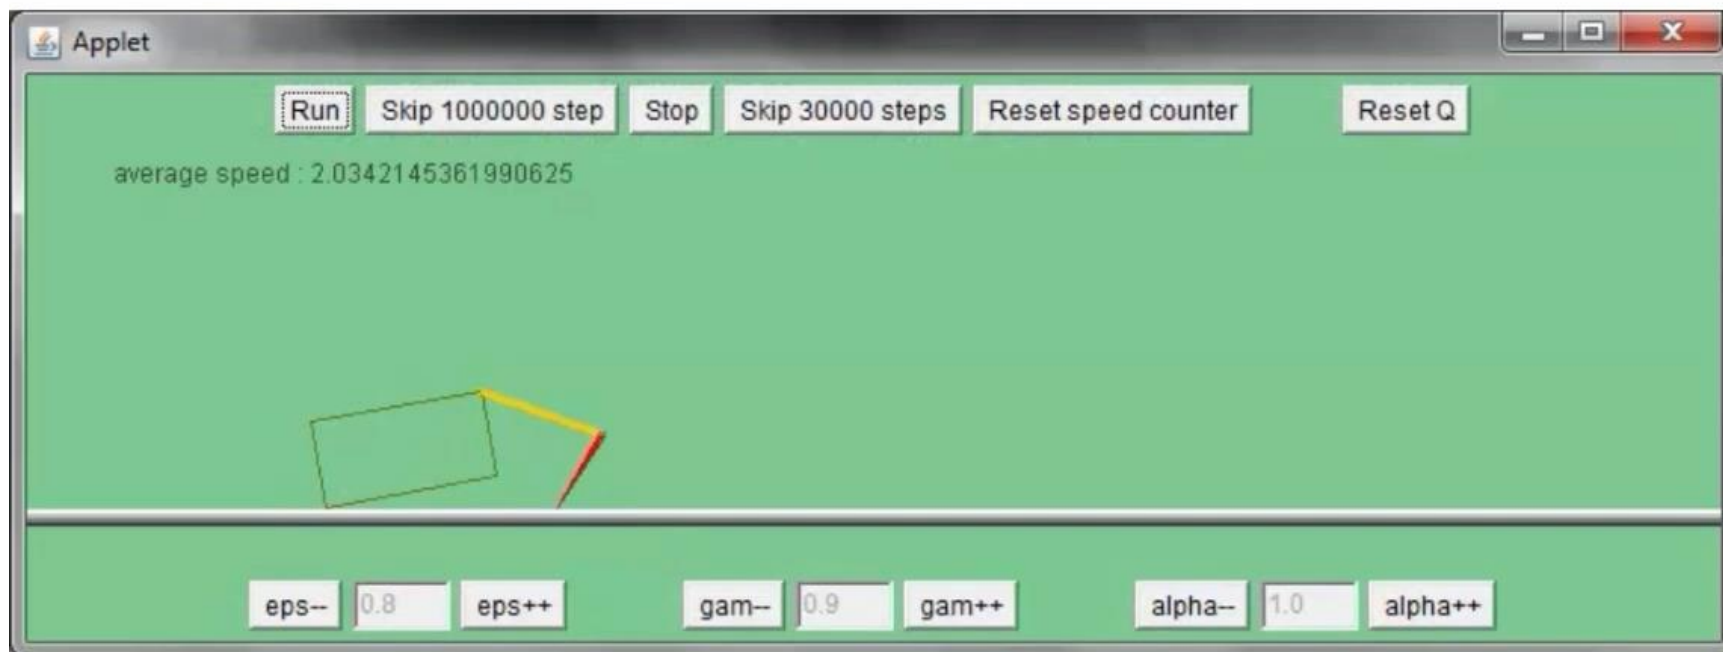 Applet
Run Skip 1000000 step Stop Skip 30000 steps Reset speed counter Reset Q
average speed : 2.0342145361990625
eps-- 0.8 eps++ gam-- 0.9 gam++ alpha-- 1.0 alpha++